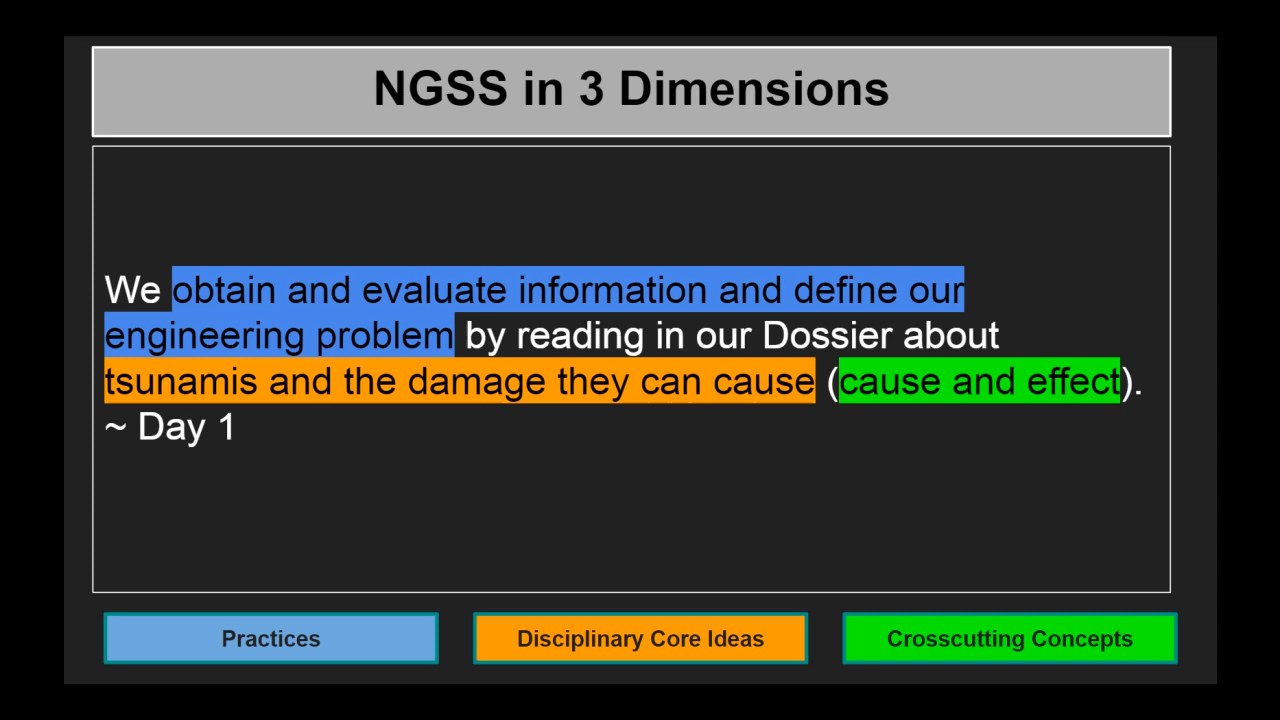 NGSS in 3 Dimensions
We obtain and evaluate information and define our
engineering problem by reading in our Dossier about
tsunamis and the damage they can cause (cause and effect).
~ Day 1
Practices
Disciplinary Core Ideas
Crosscutting Concepts